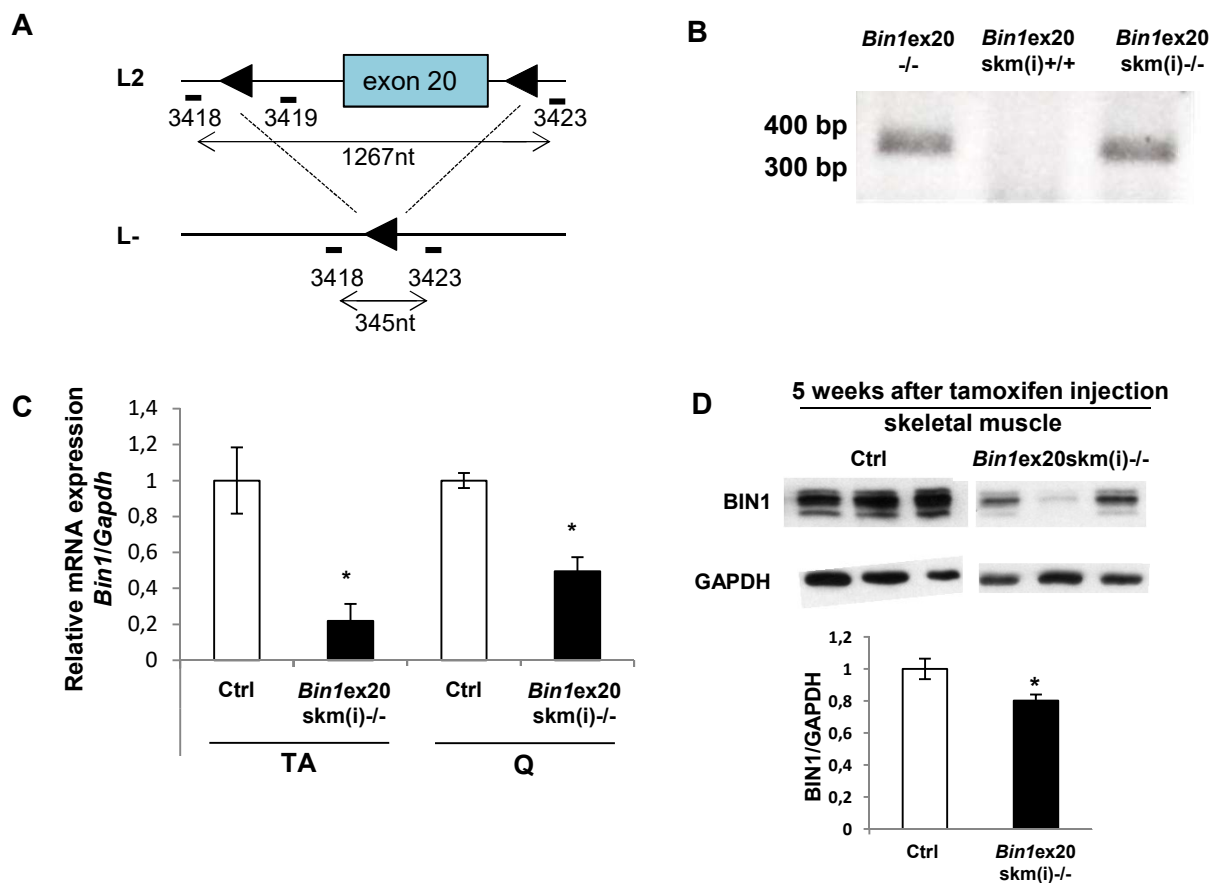 A
L2
exon 20
3418
3419
3423
1267nt
L-
3418
3423
345nt
B
Bin1ex20
-/-
Bin1ex20
skm(i)+/+
Bin1ex20
skm(i)-/-
400 bp
300 bp
C
Relative mRNA expression
Bin1/Gapdh
1,4
1,2
1
0,8
0,6
0,4
0,2
0
*
*
Ctrl
Bin1ex20
skm(i)-/-
Ctrl
Bin1ex20
skm(i)-/-
TA
Q
D
5 weeks after tamoxifen injection
skeletal muscle
Ctrl
Bin1ex20skm(i)-/-
BIN1
GAPDH
BIN1/GAPDH
1,2
1
0,8
0,6
0,4
0,2
0
*
Ctrl
Bin1ex20
skm(i)-/-